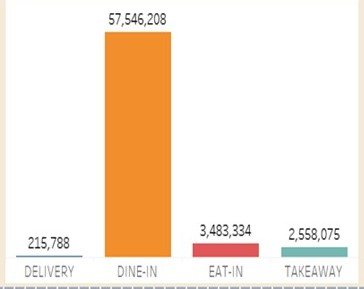 57,546,208
3,483,334
2,558,075
215,788
DELIVERY DINE-IN EAT-IN TAKEAWAY